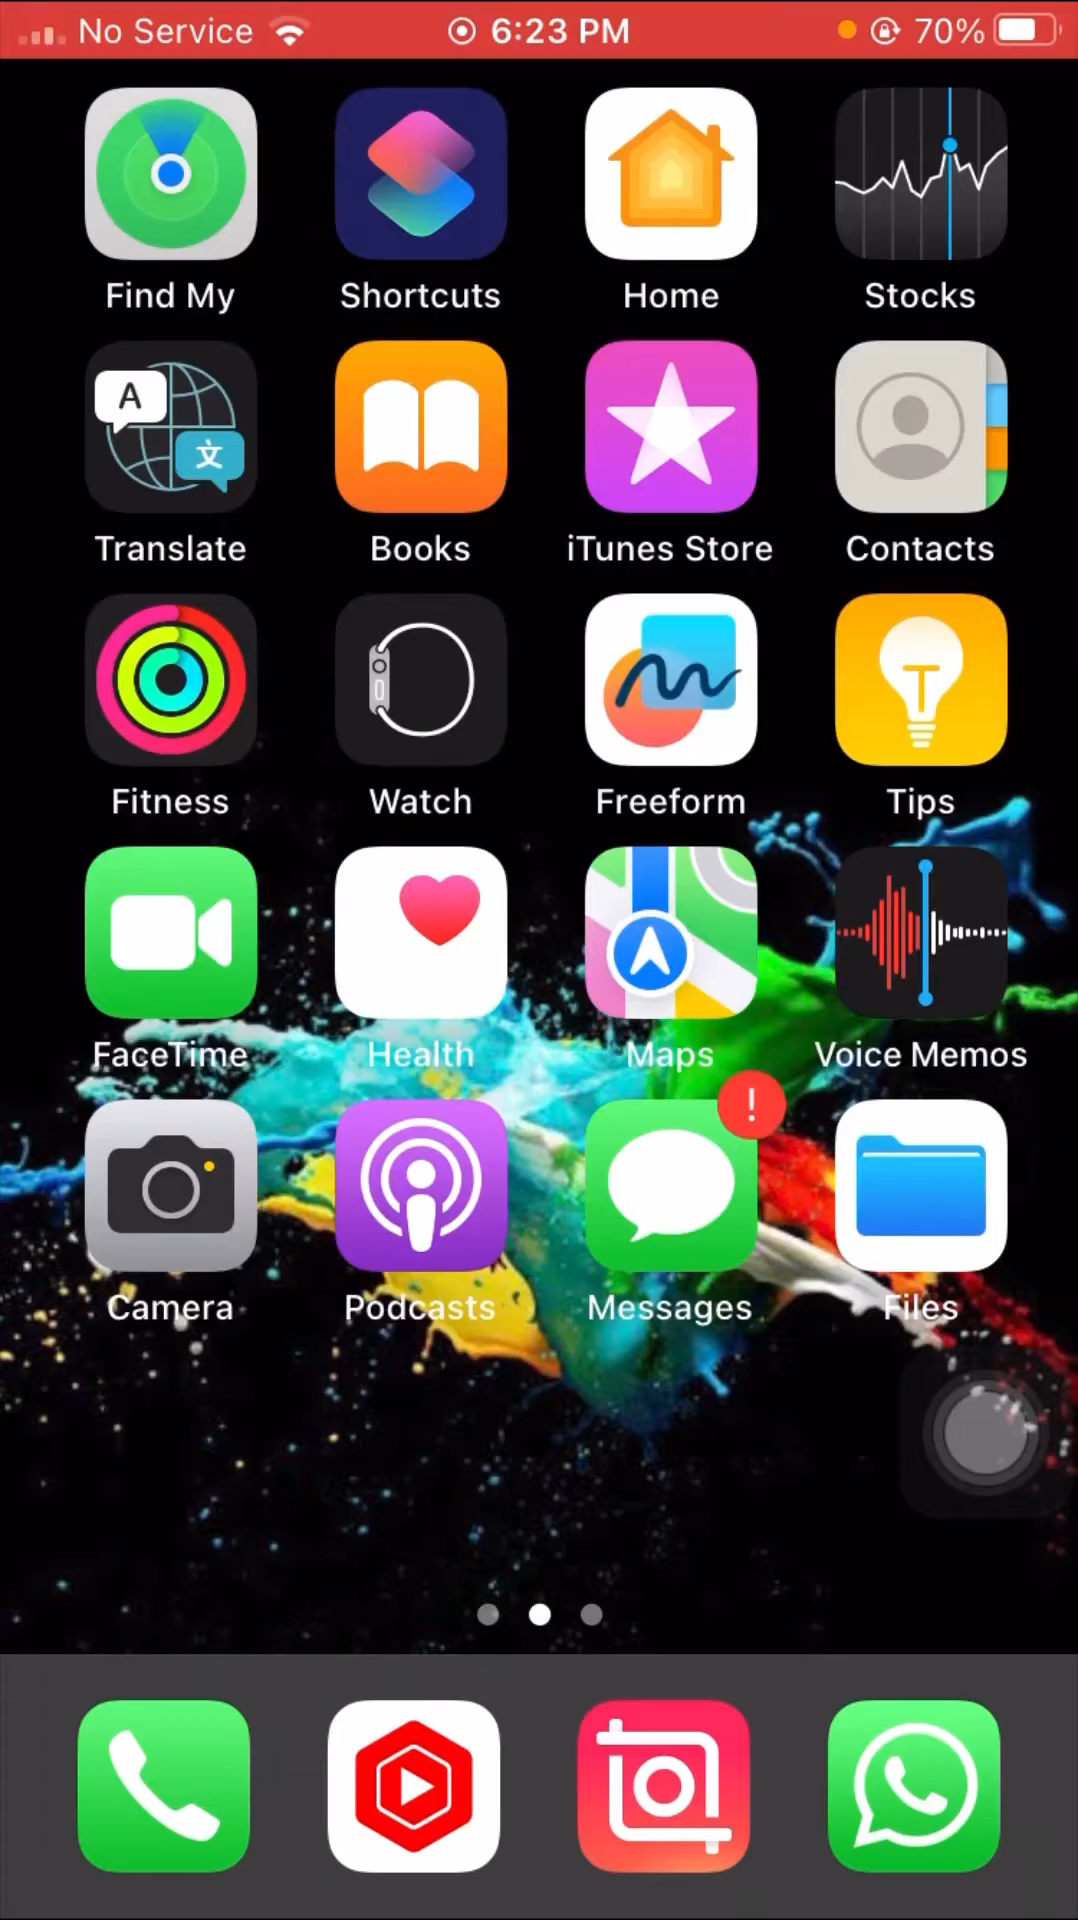 No Service 6:23 PM 70%
Find My Shortcuts Home Stocks
A 文
Translate Books iTunes Store Contacts
Fitness Watch Freeform Tips
FaceTime Health Maps Voice Memos
!
Camera Podcasts Messages Files